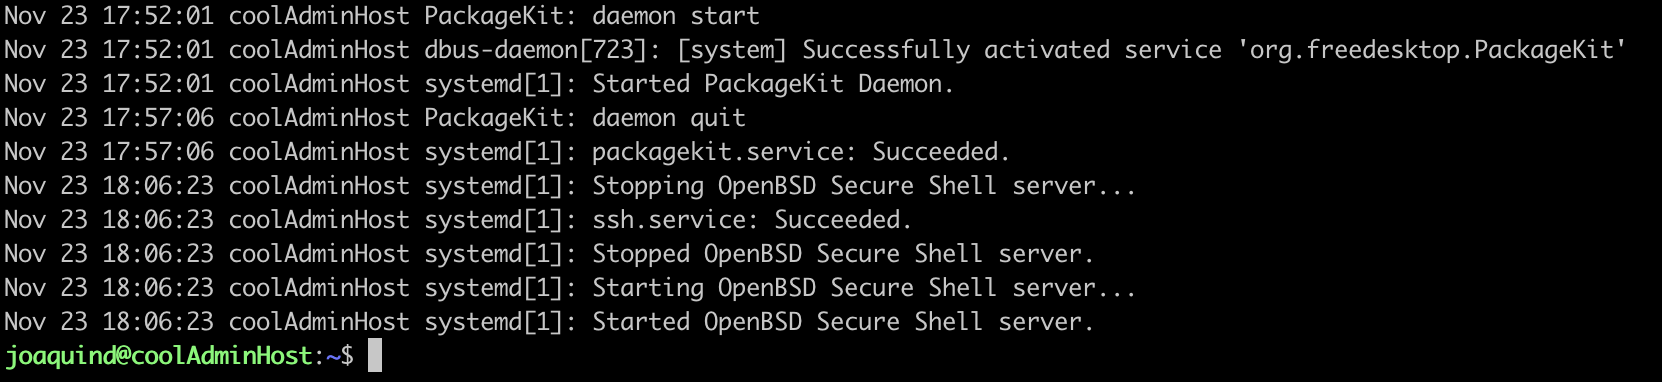 Nov 23 17:52:01 coolAdminHost PackageKit: daemon start
Nov 23 17:52:01 coolAdminHost dbus-daemon[723]: [system] Successfully activated service 'org.freedesktop.PackageKit'
Nov 23 17:52:01 coolAdminHost systemd[1]: Started PackageKit Daemon.
Nov 23 17:57:06 coolAdminHost PackageKit: daemon quit
Nov 23 17:57:06 coolAdminHost systemd[1]: packagekit.service: Succeeded.
Nov 23 18:06:23 coolAdminHost systemd[1]: Stopping OpenBSD Secure Shell server...
Nov 23 18:06:23 coolAdminHost systemd[1]: ssh.service: Succeeded.
Nov 23 18:06:23 coolAdminHost systemd[1]: Stopped OpenBSD Secure Shell server.
Nov 23 18:06:23 coolAdminHost systemd[1]: Starting OpenBSD Secure Shell server...
Nov 23 18:06:23 coolAdminHost systemd[1]: Started OpenBSD Secure Shell server.
joaquind@coolAdminHost:~$